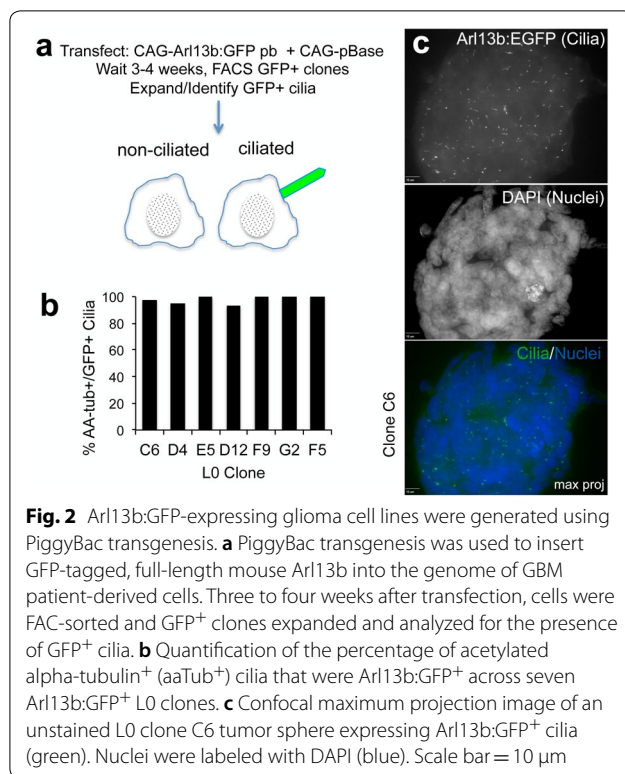 a
Transfect: CAG-Arl13b:GFP pb + CAG-pBase
Wait 3-4 weeks, FACS GFP+ clones
Expand/Identify GFP+ cilia
non-ciliated
ciliated
b
% AA-tub+/GFP+ Cilia
100
80
60
40
20
0
C6 D4 E5 D12 F9 G2 F5
L0 Clone
c
Arl13b:EGFP (Cilia)
DAPI (Nuclei)
Cilia/Nuclei
Clone C6
max proj
Fig. 2 Arl13b:GFP-expressing glioma cell lines were generated using
PiggyBac transgenesis. a PiggyBac transgenesis was used to insert
GFP-tagged, full-length mouse Arl13b into the genome of GBM
patient-derived cells. Three to four weeks after transfection, cells were
FAC-sorted and GFP⁺ clones expanded and analyzed for the presence
of GFP⁺ cilia. b Quantification of the percentage of acetylated
alpha-tubulin⁺ (aaTub⁺) cilia that were Arl13b:GFP⁺ across seven
Arl13b:GFP⁺ L0 clones. c Confocal maximum projection image of an
unstained L0 clone C6 tumor sphere expressing Arl13b:GFP⁺ cilia
(green). Nuclei were labeled with DAPI (blue). Scale bar = 10 μm